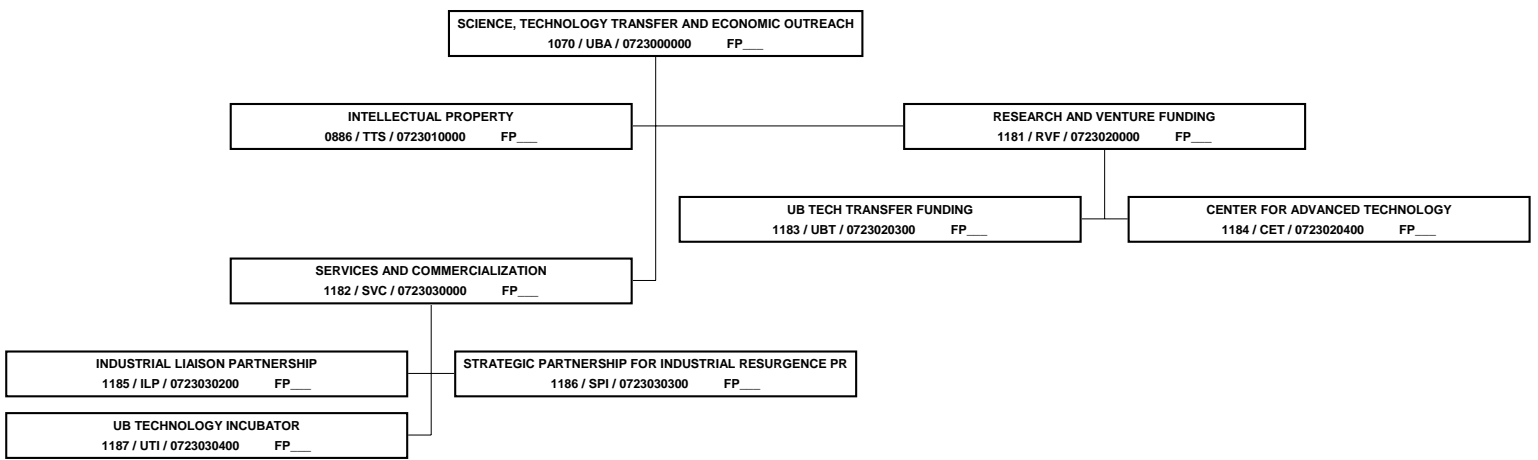 SCIENCE, TECHNOLOGY TRANSFER AND ECONOMIC OUTREACH
1070 / UBA / 0723000000 FP___
INTELLECTUAL PROPERTY
0886 / TTS / 0723010000 FP___
RESEARCH AND VENTURE FUNDING
1181 / RVF / 0723020000 FP___
UB TECH TRANSFER FUNDING
1183 / UBT / 0723020300 FP___
CENTER FOR ADVANCED TECHNOLOGY
1184 / CET / 0723020400 FP___
SERVICES AND COMMERCIALIZATION
1182 / SVC / 0723030000 FP___
INDUSTRIAL LIAISON PARTNERSHIP
1185 / ILP / 0723030200 FP___
STRATEGIC PARTNERSHIP FOR INDUSTRIAL RESURGENCE PR
1186 / SPI / 0723030300 FP___
UB TECHNOLOGY INCUBATOR
1187 / UTI / 0723030400 FP___